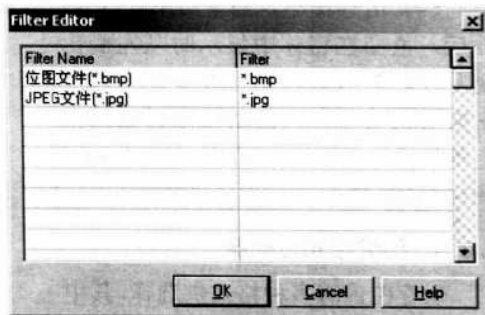 Filter Editor
Filter Name Filter
位图文件(*.bmp) *.bmp
JPEG文件(*.jpg) *.jpg
OK Cancel Help